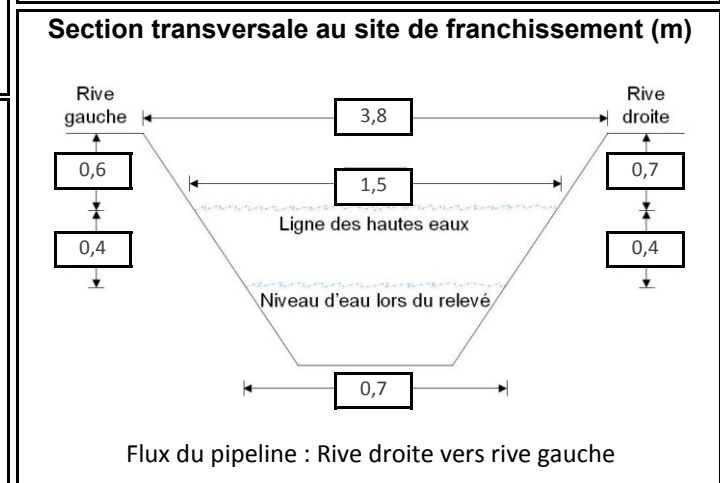 Section transversale au site de franchissement (m)
Rive
gauche
3,8
Rive
droite
0,6
1,5
0,7
Ligne des hautes eaux
0,4
0,4
Niveau d'eau lors du relevé
0,7
Flux du pipeline : Rive droite vers rive gauche